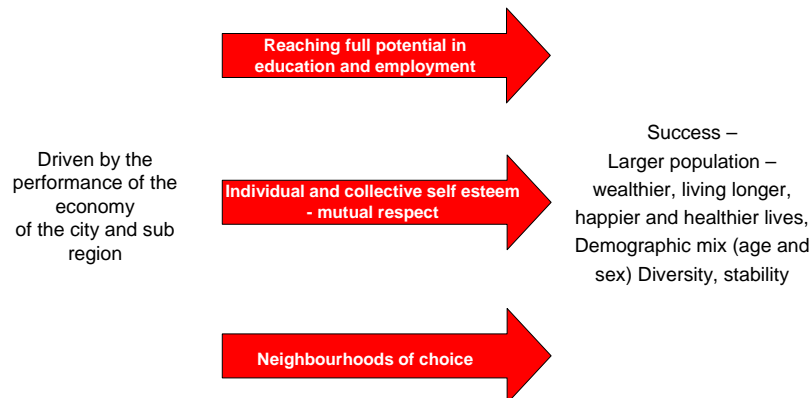 Reaching full potential in
education and employment
Driven by the
performance of the
economy
of the city and sub
region
Individual and collective self esteem
- mutual respect
Success –
Larger population –
wealthier, living longer,
happier and healthier lives,
Demographic mix (age and
sex) Diversity, stability
Neighbourhoods of choice